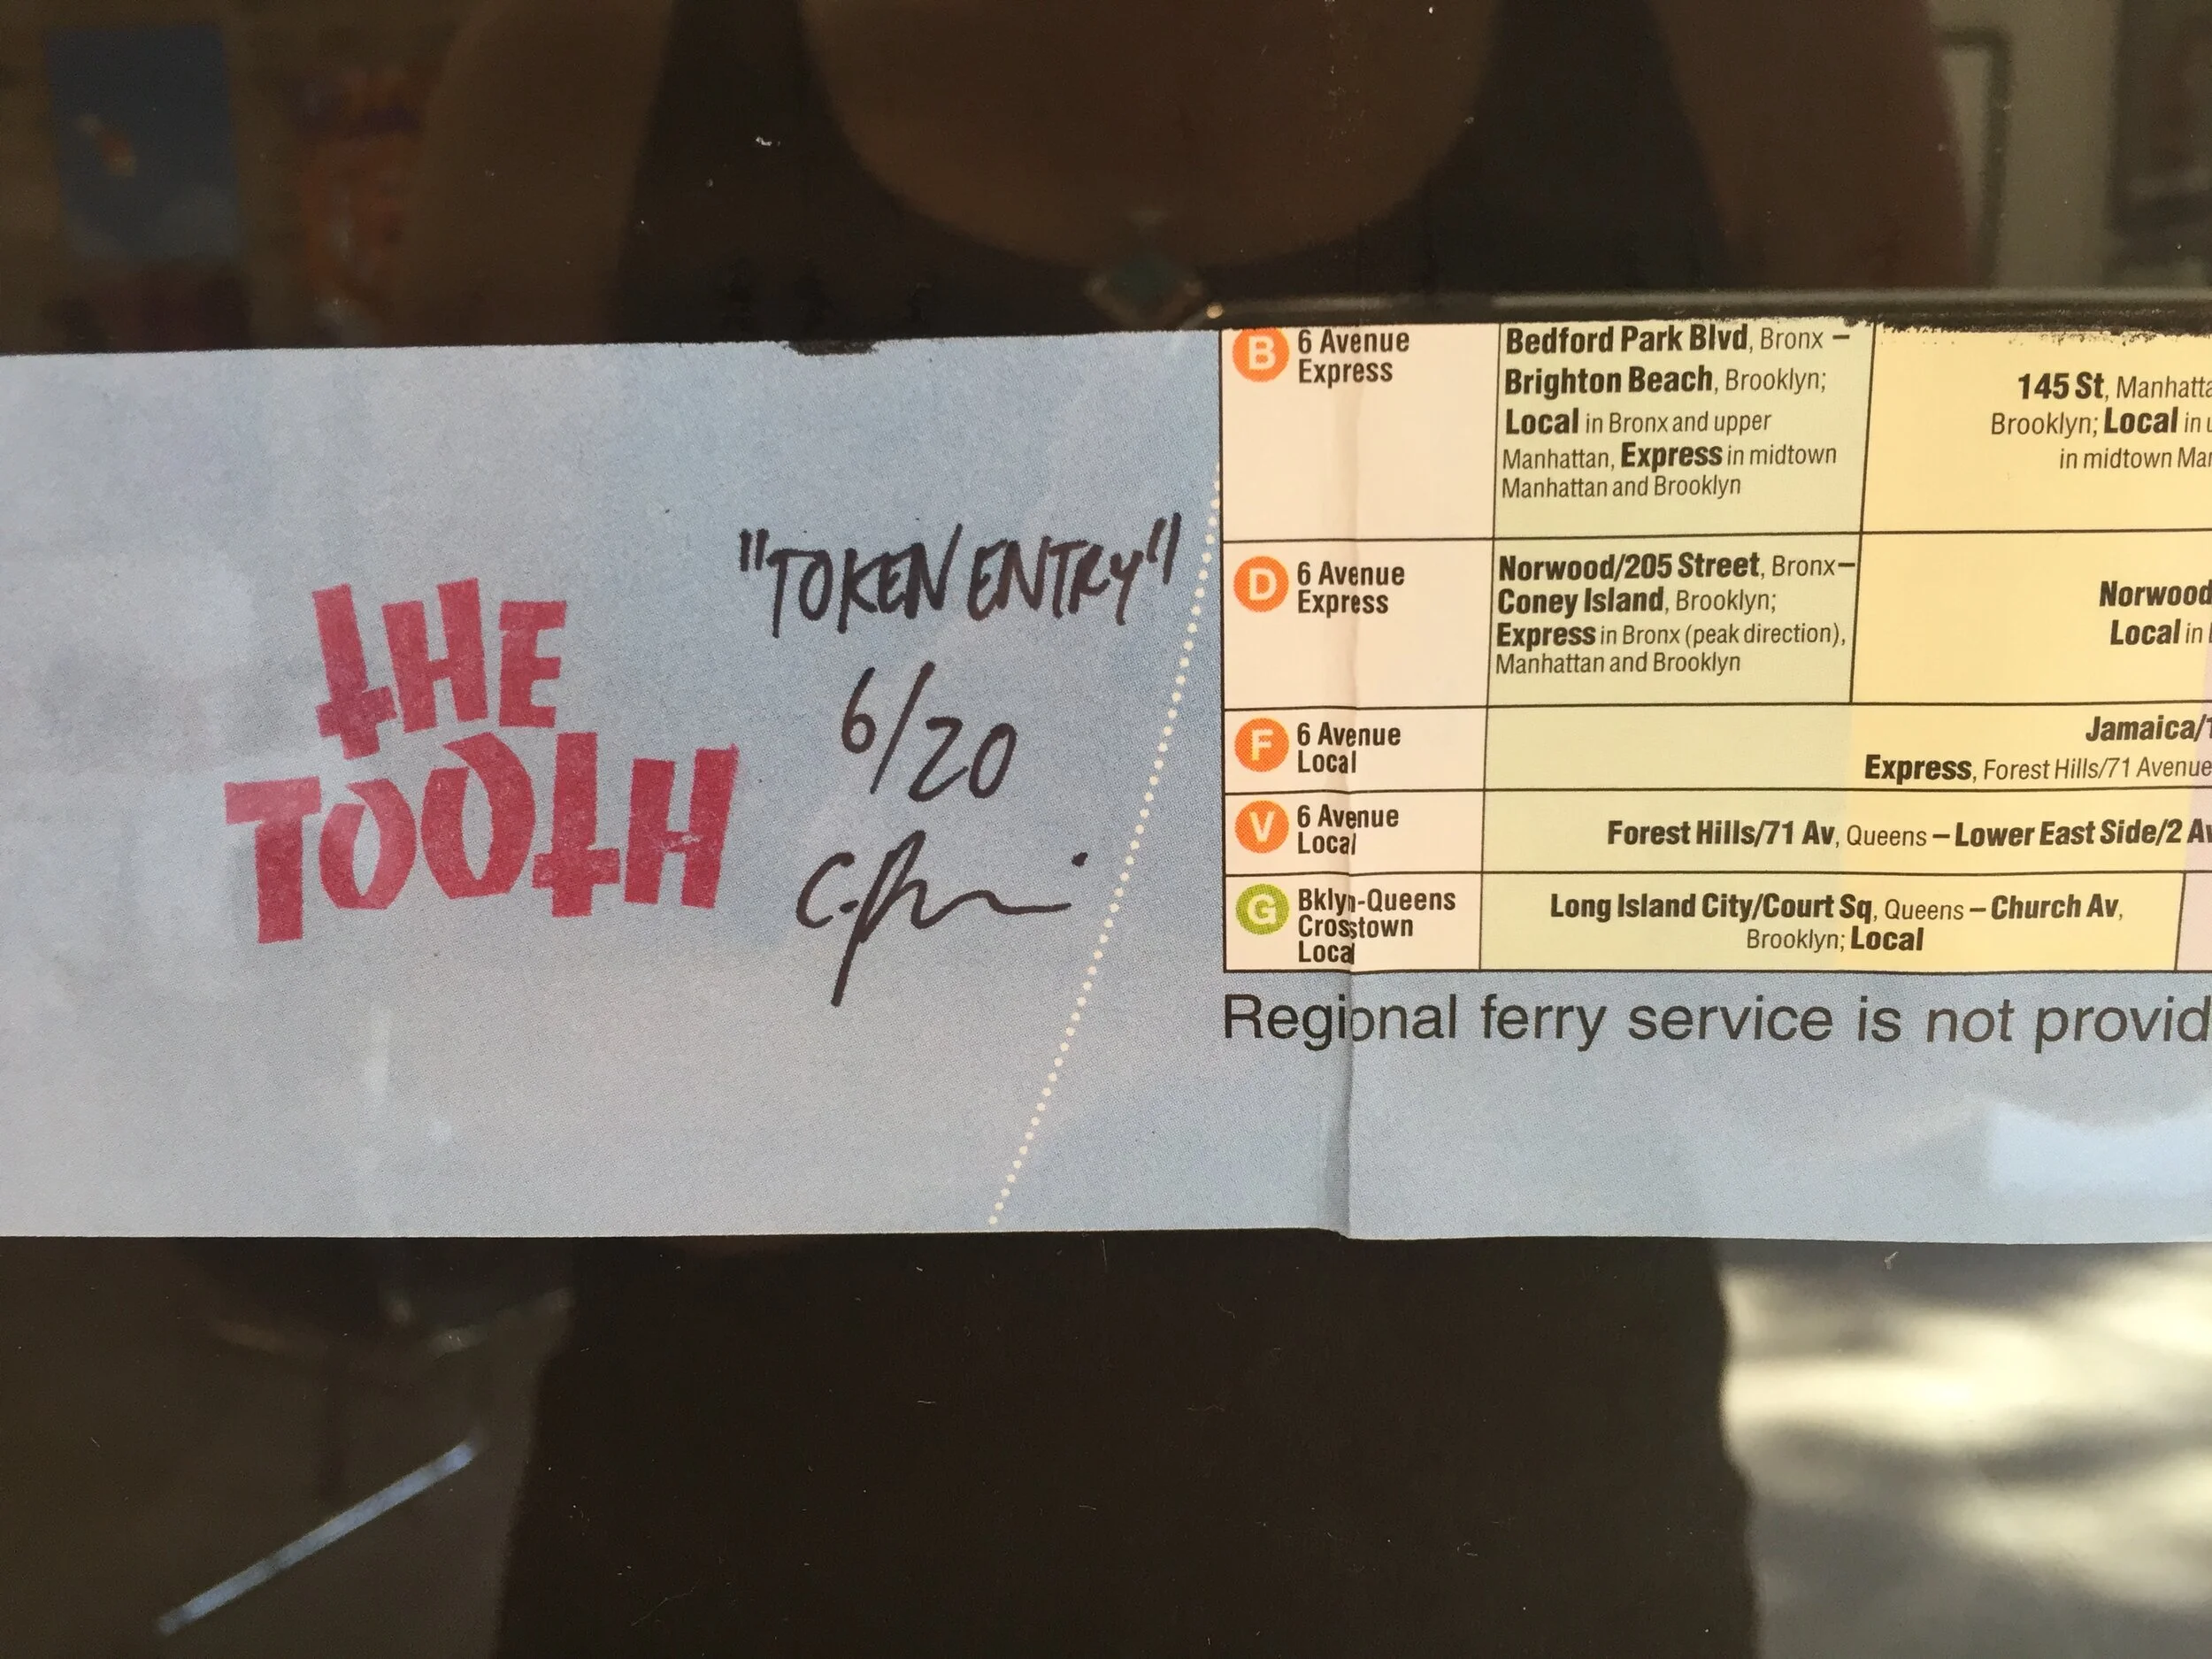 THE
TOOTH
"TOKEN ENTRY"
6/20
B 6 Avenue
Express
Bedford Park Blvd, Bronx –
Brighton Beach, Brooklyn;
Local in Bronx and upper
Manhattan, Express in midtown
Manhattan and Brooklyn
145 St, Manhatta
Brooklyn; Local in u
in midtown Ma
D 6 Avenue
Express
Norwood/205 Street, Bronx–
Coney Island, Brooklyn;
Express in Bronx (peak direction),
Manhattan and Brooklyn
Norwood
Local in
F 6 Avenue
Local
Jamaica/1
Express, Forest Hills/71 Avenue
V 6 Avenue
Local
Forest Hills/71 Av, Queens – Lower East Side/2 Av
G Bklyn-Queens
Crosstown
Local
Long Island City/Court Sq, Queens – Church Av,
Brooklyn; Local
Regional ferry service is not provid